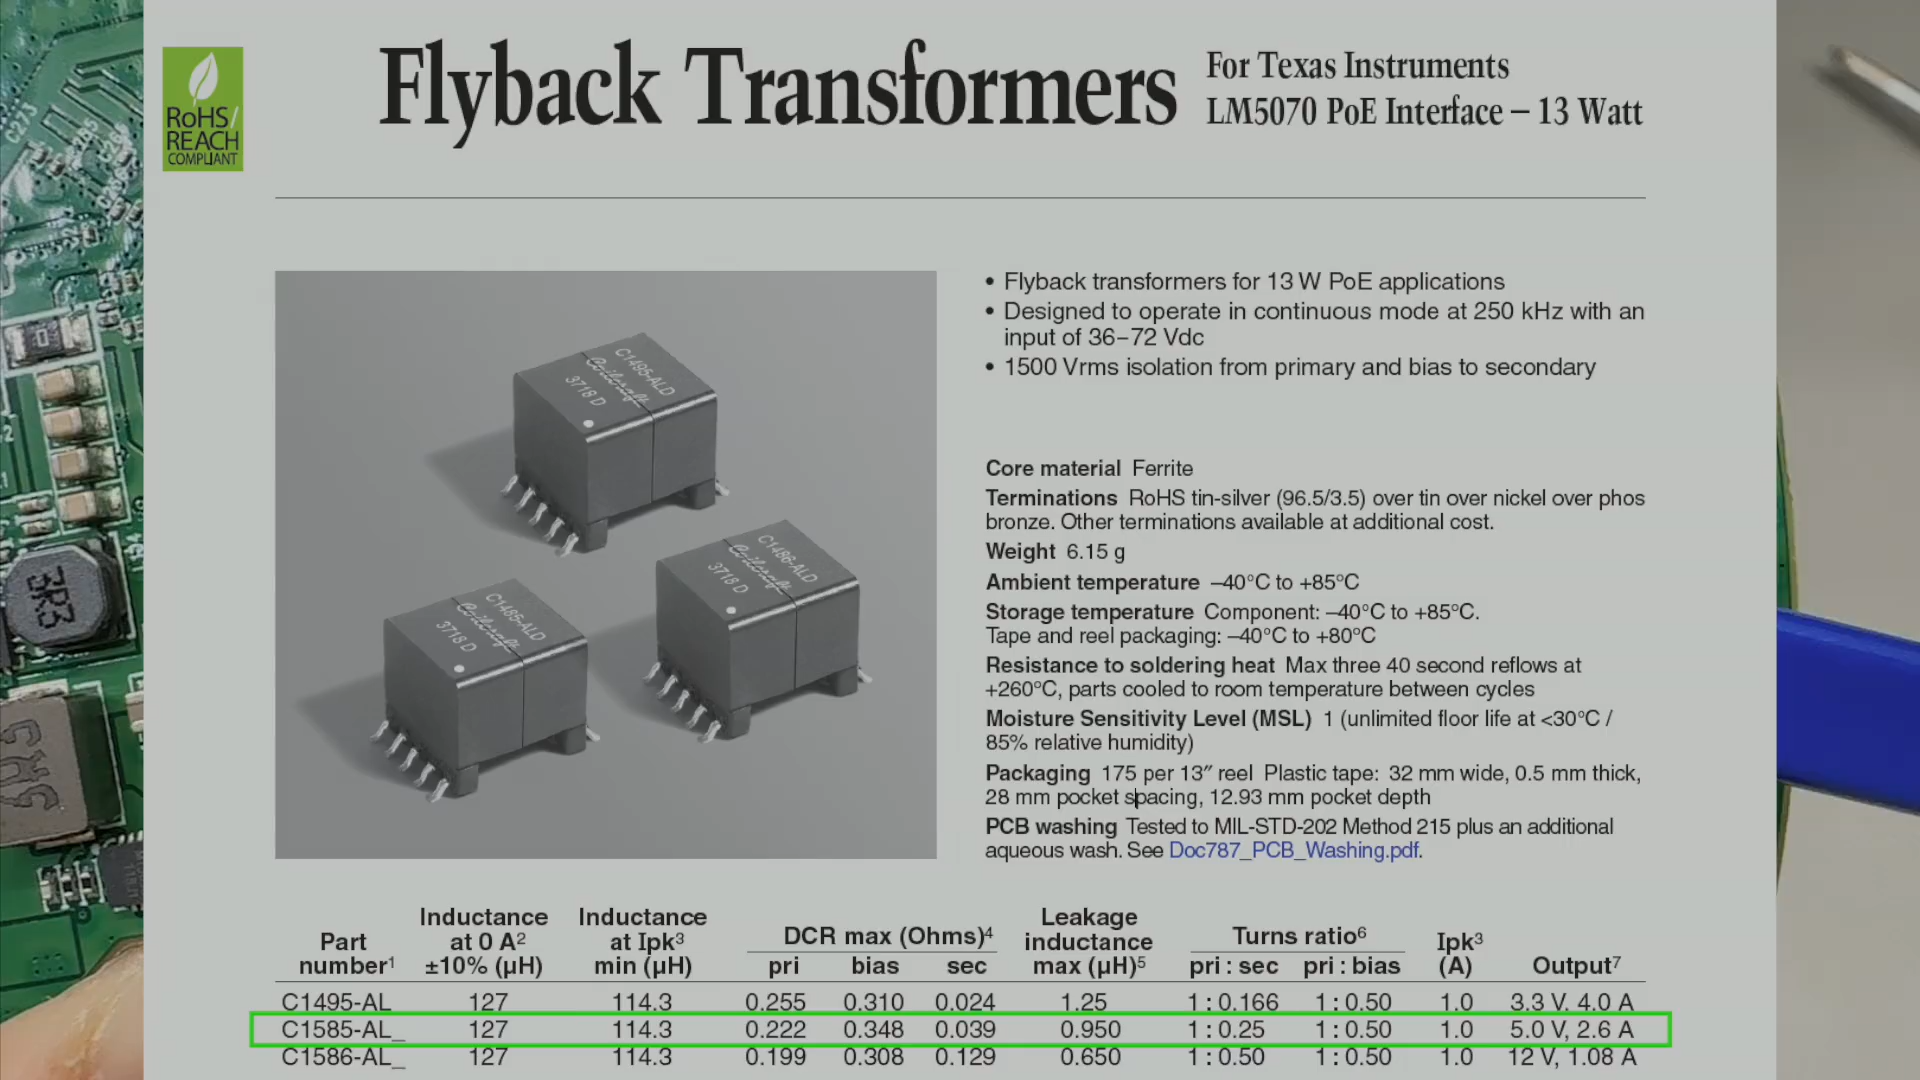 Flyback Transformers
For Texas Instruments
LM5070 PoE Interface – 13 Watt
RoHS/
REACH
COMPLIANT
• Flyback transformers for 13 W PoE applications
• Designed to operate in continuous mode at 250 kHz with an
input of 36–72 Vdc
• 1500 Vrms isolation from primary and bias to secondary
C1495-ALD
Coilcraft
3718 D
C1486-ALD
Coilcraft
3718 D
C1485-ALD
Coilcraft
3718 D
Core material Ferrite
Terminations RoHS tin-silver (96.5/3.5) over tin over nickel over phos
bronze. Other terminations available at additional cost.
Weight 6.15 g
Ambient temperature –40°C to +85°C
Storage temperature Component: –40°C to +85°C.
Tape and reel packaging: –40°C to +80°C
Resistance to soldering heat Max three 40 second reflows at
+260°C, parts cooled to room temperature between cycles
Moisture Sensitivity Level (MSL) 1 (unlimited floor life at <30°C /
85% relative humidity)
Packaging 175 per 13″ reel Plastic tape: 32 mm wide, 0.5 mm thick,
28 mm pocket spacing, 12.93 mm pocket depth
PCB washing Tested to MIL-STD-202 Method 215 plus an additional
aqueous wash. See Doc787_PCB_Washing.pdf.
Inductance Inductance Leakage
DCR max (Ohms)4 Turns ratio6
Part at 0 A2 at Ipk3 inductance Ipk3
number1 ±10% (µH) min (µH) pri bias sec max (µH)5 pri : sec pri : bias (A) Output7
C1495-AL_ 127 114.3 0.255 0.310 0.024 1.25 1 : 0.166 1 : 0.50 1.0 3.3 V, 4.0 A
C1585-AL_ 127 114.3 0.222 0.348 0.039 0.950 1 : 0.25 1 : 0.50 1.0 5.0 V, 2.6 A
C1586-AL_ 127 114.3 0.199 0.308 0.129 0.650 1 : 0.50 1 : 0.50 1.0 12 V, 1.08 A
3R3